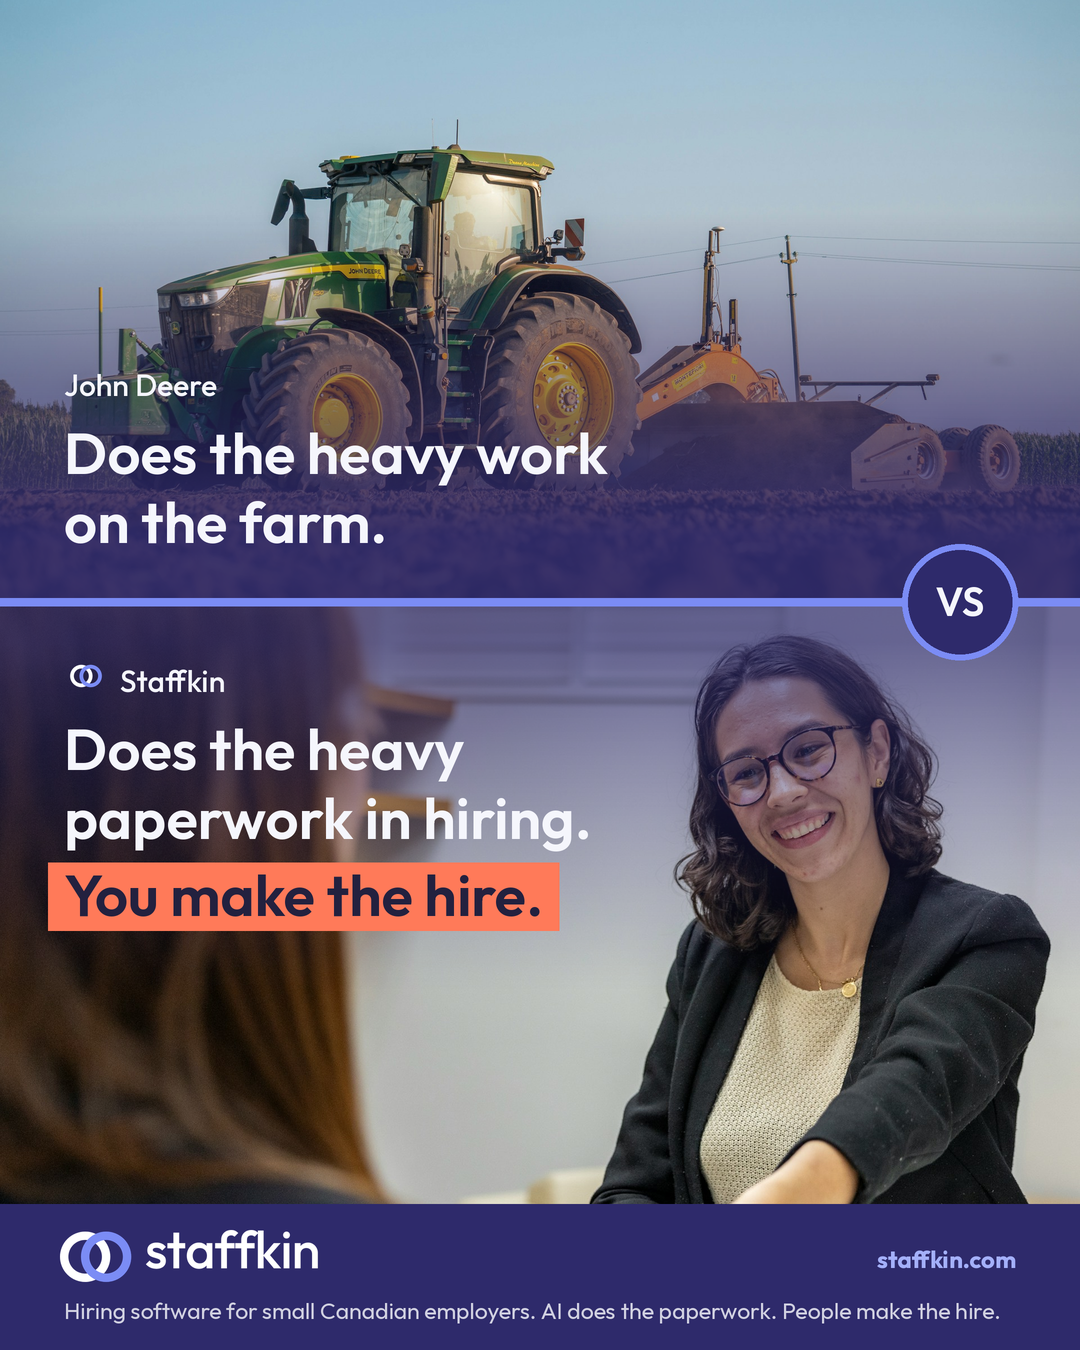 JOHN DEERE
John Deere
Does the heavy work
on the farm.
VS
Staffkin
Does the heavy
paperwork in hiring.
You make the hire.
staffkin
staffkin.com
Hiring software for small Canadian employers. AI does the paperwork. People make the hire.